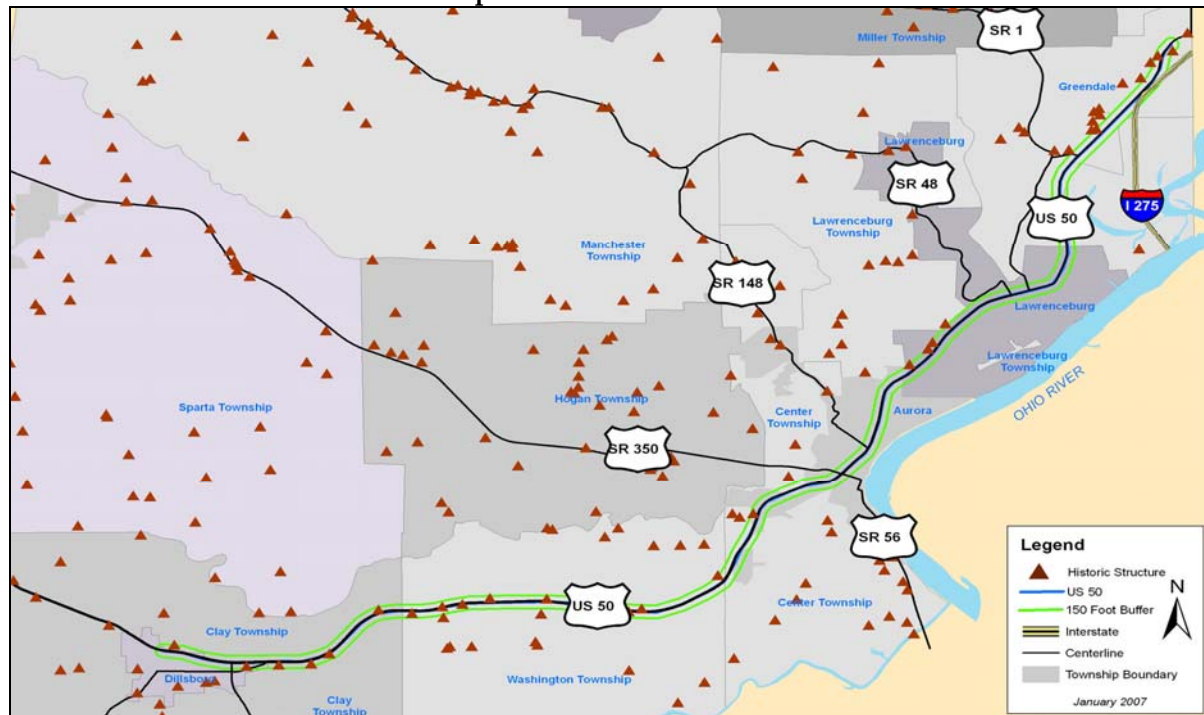 SR 1
Miller Township
Greendale
Lawrenceburg
SR 48
I 275
US 50
Lawrenceburg
Township
Manchester
Township
SR 148
Lawrenceburg
Lawrenceburg
Township
OHIO RIVER
Sparta Township
Hogan Township
Center
Township
Aurora
SR 350
SR 56
US 50
Center Township
Clay Township
Dillsboro
Washington Township
Clay
Township
Legend
Historic Structure
US 50
150 Foot Buffer
Interstate
Centerline
Township Boundary
N
January 2007